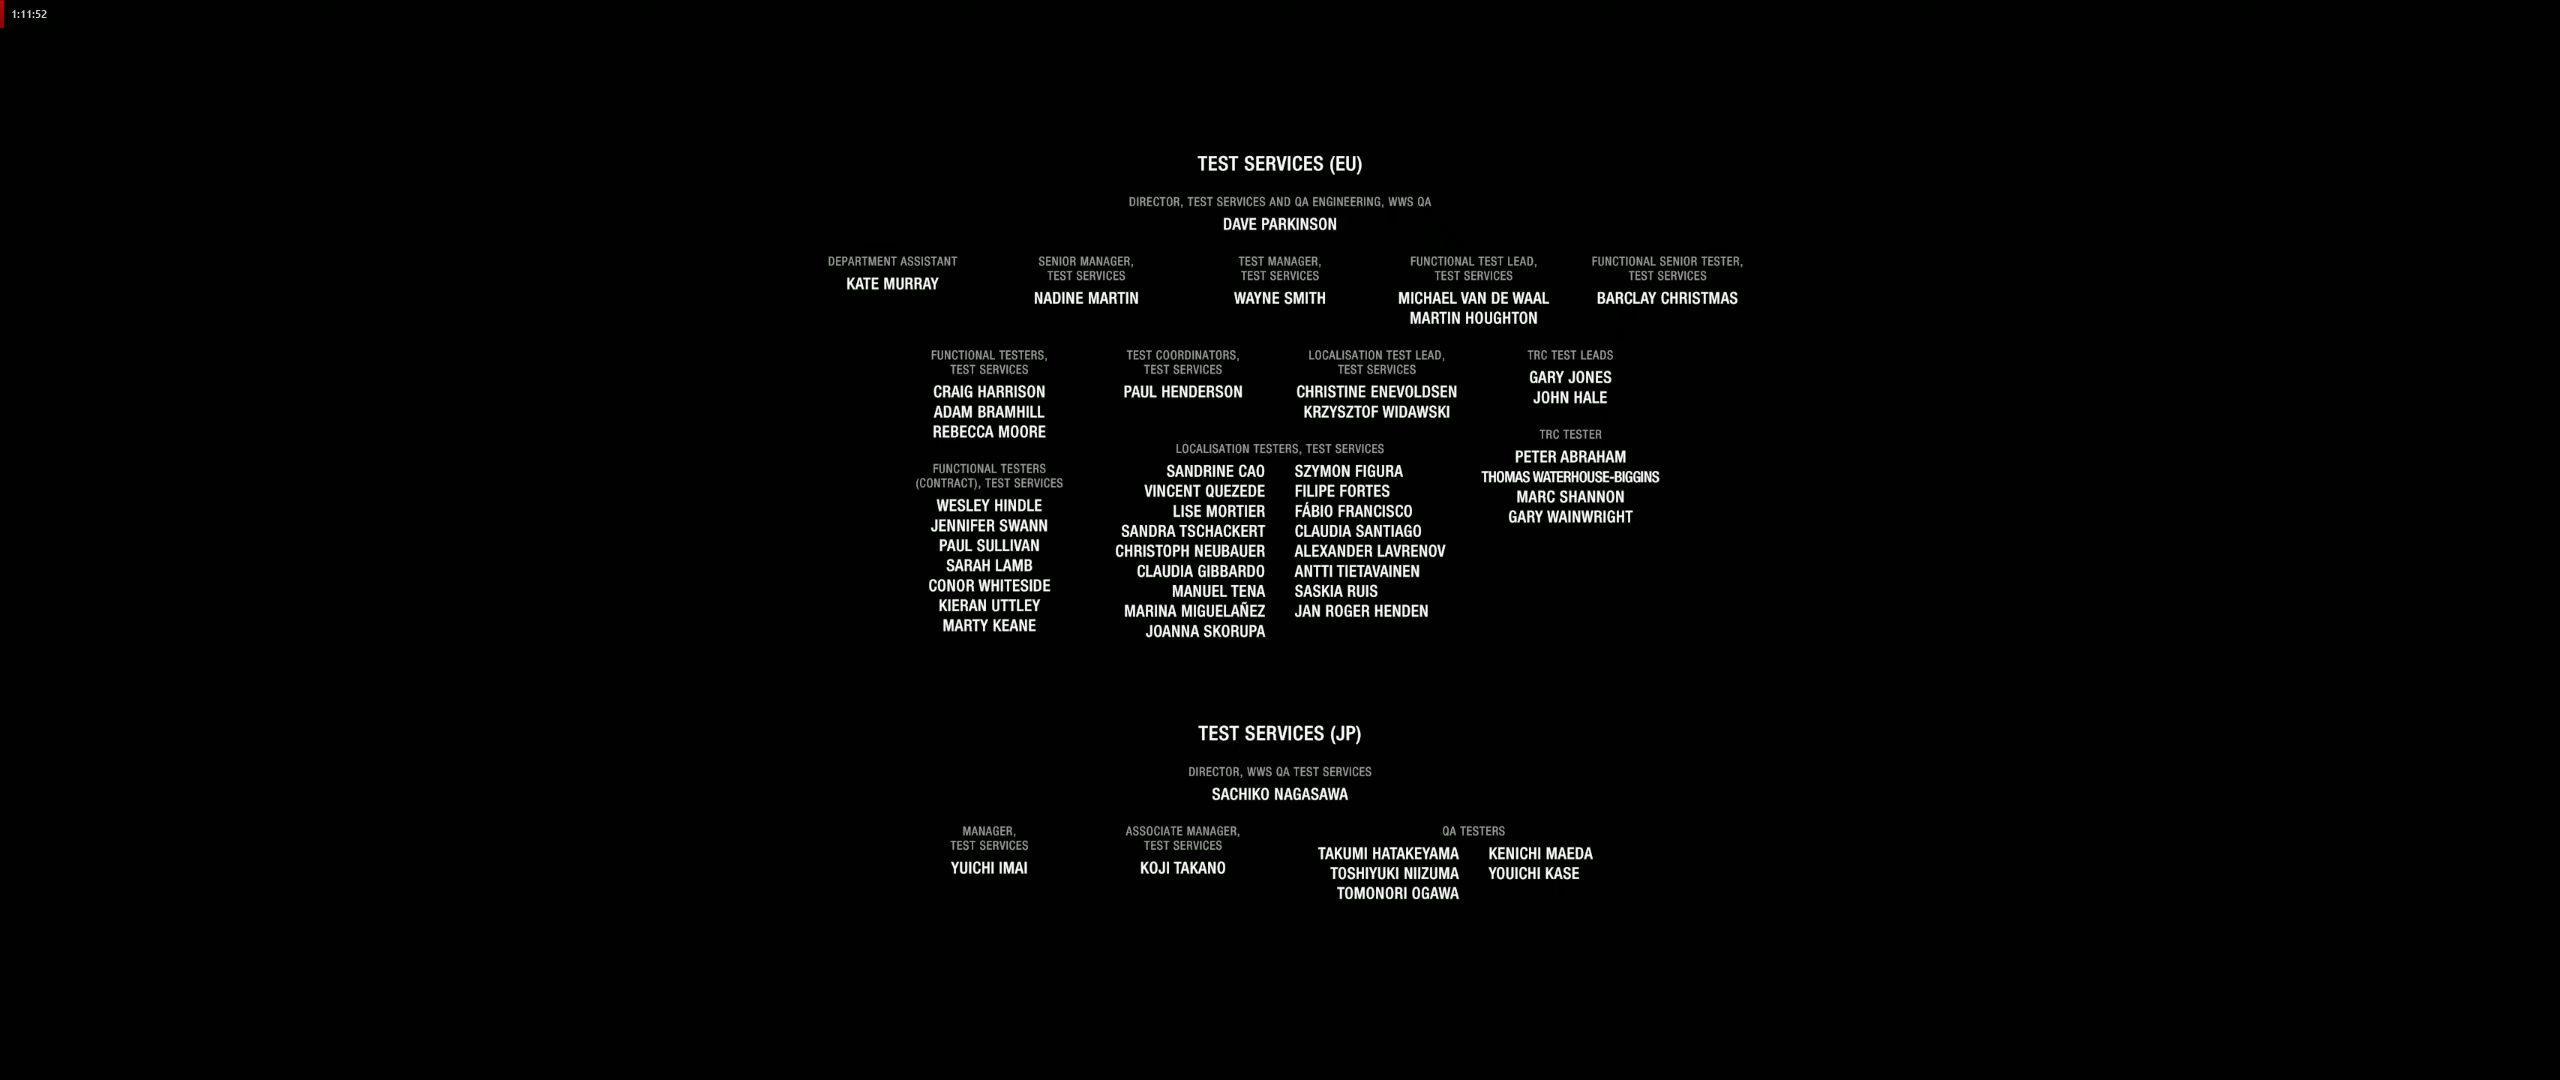 1:11:52
TEST SERVICES (EU)
DIRECTOR, TEST SERVICES AND QA ENGINEERING, WWS QA
DAVE PARKINSON
DEPARTMENT ASSISTANT
KATE MURRAY
SENIOR MANAGER,
TEST SERVICES
NADINE MARTIN
TEST MANAGER,
TEST SERVICES
WAYNE SMITH
FUNCTIONAL TEST LEAD,
TEST SERVICES
MICHAEL VAN DE WAAL
MARTIN HOUGHTON
FUNCTIONAL SENIOR TESTER,
TEST SERVICES
BARCLAY CHRISTMAS
FUNCTIONAL TESTERS,
TEST SERVICES
CRAIG HARRISON
ADAM BRAMHILL
REBECCA MOORE
FUNCTIONAL TESTERS
(CONTRACT), TEST SERVICES
WESLEY HINDLE
JENNIFER SWANN
PAUL SULLIVAN
SARAH LAMB
CONOR WHITESIDE
KIERAN UTTLEY
MARTY KEANE
TEST COORDINATORS,
TEST SERVICES
PAUL HENDERSON
LOCALISATION TEST LEAD,
TEST SERVICES
CHRISTINE ENEVOLDSEN
KRZYSZTOF WIDAWSKI
LOCALISATION TESTERS, TEST SERVICES
SANDRINE CAO
VINCENT QUEZEDE
LISE MORTIER
SANDRA TSCHACKERT
CHRISTOPH NEUBAUER
CLAUDIA GIBBARDO
MANUEL TENA
MARINA MIGUELAÑEZ
JOANNA SKORUPA
SZYMON FIGURA
FILIPE FORTES
FÁBIO FRANCISCO
CLAUDIA SANTIAGO
ALEXANDER LAVRENOV
ANTTI TIETAVAINEN
SASKIA RUIS
JAN ROGER HENDEN
TRC TEST LEADS
GARY JONES
JOHN HALE
TRC TESTER
PETER ABRAHAM
THOMAS WATERHOUSE-BIGGINS
MARC SHANNON
GARY WAINWRIGHT
TEST SERVICES (JP)
DIRECTOR, WWS QA TEST SERVICES
SACHIKO NAGASAWA
MANAGER,
TEST SERVICES
YUICHI IMAI
ASSOCIATE MANAGER,
TEST SERVICES
KOJI TAKANO
QA TESTERS
TAKUMI HATAKEYAMA
TOSHIYUKI NIIZUMA
TOMONORI OGAWA
KENICHI MAEDA
YOUICHI KASE